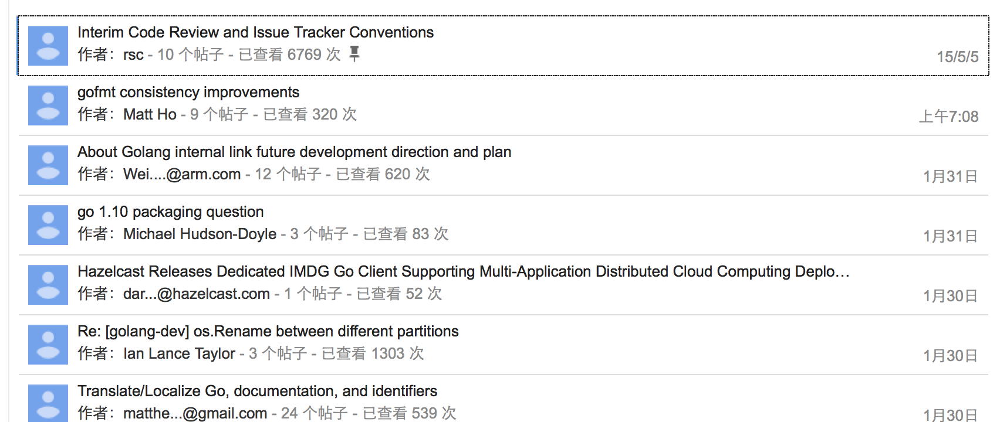 Interim Code Review and Issue Tracker Conventions
作者：rsc - 10 个帖子 - 已查看 6769 次
15/5/5
gofmt consistency improvements
作者：Matt Ho - 9 个帖子 - 已查看 320 次
上午7:08
About Golang internal link future development direction and plan
作者：Wei....@arm.com - 12 个帖子 - 已查看 620 次
1月31日
go 1.10 packaging question
作者：Michael Hudson-Doyle - 3 个帖子 - 已查看 83 次
1月31日
Hazelcast Releases Dedicated IMDG Go Client Supporting Multi-Application Distributed Cloud Computing Deplo…
作者：dar...@hazelcast.com - 1 个帖子 - 已查看 52 次
1月30日
Re: [golang-dev] os.Rename between different partitions
作者：Ian Lance Taylor - 3 个帖子 - 已查看 1303 次
1月30日
Translate/Localize Go, documentation, and identifiers
作者：matthe...@gmail.com - 24 个帖子 - 已查看 539 次
1月30日